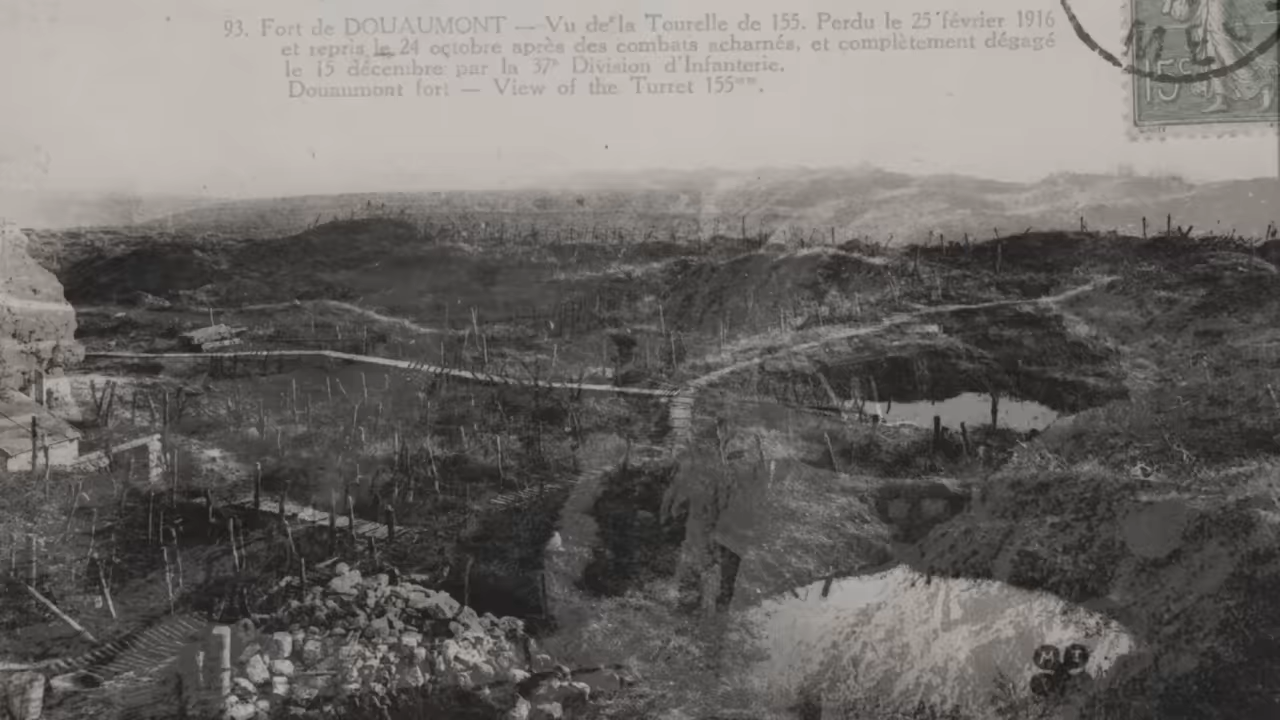 93. Fort de DOUAUMONT — Vu de la Tourelle de 155. Perdu le 25 février 1916
et repris le 24 octobre après des combats acharnés, et complètement dégagé
le 15 décembre par la 37e Division d'Infanterie.
Douaumont fort — View of the Turret 155mm.
15c